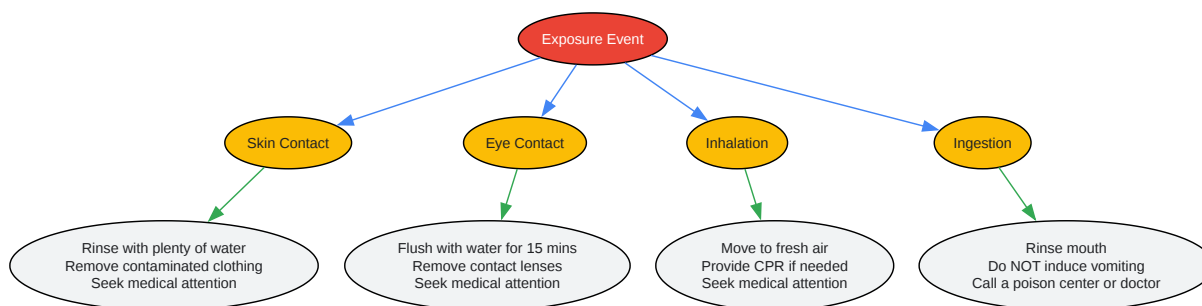 Exposure Event
Skin Contact
Eye Contact
Inhalation
Ingestion
Rinse with plenty of water
Remove contaminated clothing
Seek medical attention
Flush with water for 15 mins
Remove contact lenses
Seek medical attention
Move to fresh air
Provide CPR if needed
Seek medical attention
Rinse mouth
Do NOT induce vomiting
Call a poison center or doctor